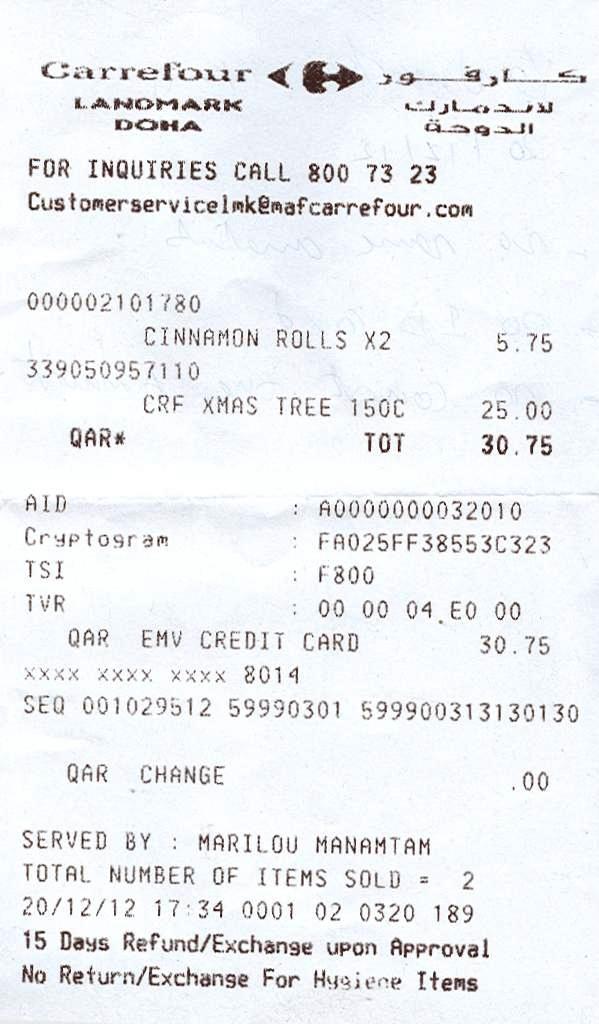 Carrefour كارفور
LANDMARK لاندمارك
DOHA الدوحة
FOR INQUIRIES CALL 800 73 23
Customerservicelmk@mafcarrefour.com
000002101780
CINNAMON ROLLS X2 5.75
339050957110
CRF XMAS TREE 150C 25.00
QAR* TOT 30.75
AID : A0000000032010
Cryptogram : FA025FF38553C323
TSI : F800
TVR : 00 00 04 E0 00
QAR EMV CREDIT CARD 30.75
xxxx xxxx xxxx 8014
SEQ 001029512 59990301 599900313130130
QAR CHANGE .00
SERVED BY : MARILOU MANAMTAM
TOTAL NUMBER OF ITEMS SOLD = 2
20/12/12 17:34 0001 02 0320 189
15 Days Refund/Exchange upon Approval
No Return/Exchange For Hygiene Items